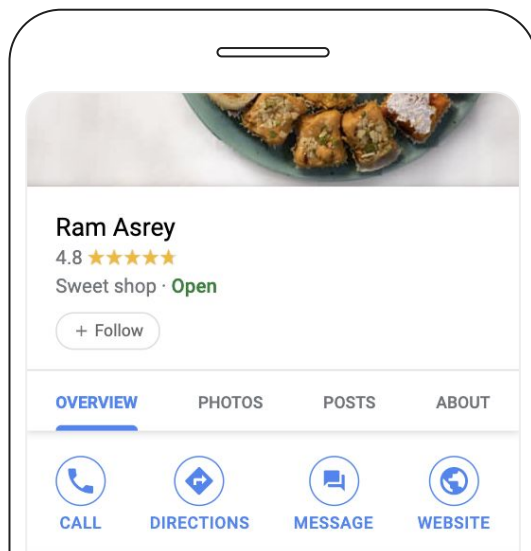 Ram Asrey
4.8
Sweet shop · Open
+ Follow
OVERVIEW PHOTOS POSTS ABOUT
CALL DIRECTIONS MESSAGE WEBSITE